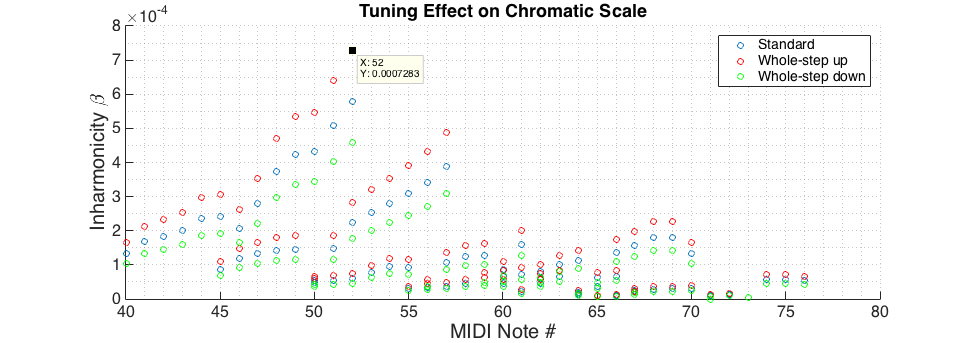 Tuning Effect on Chromatic Scale
×10⁻⁴
8
7
6
5
4
3
2
1
0
Inharmonicity β
X: 52
Y: 0.0007283
Standard
Whole-step up
Whole-step down
40 45 50 55 60 65 70 75 80
MIDI Note #